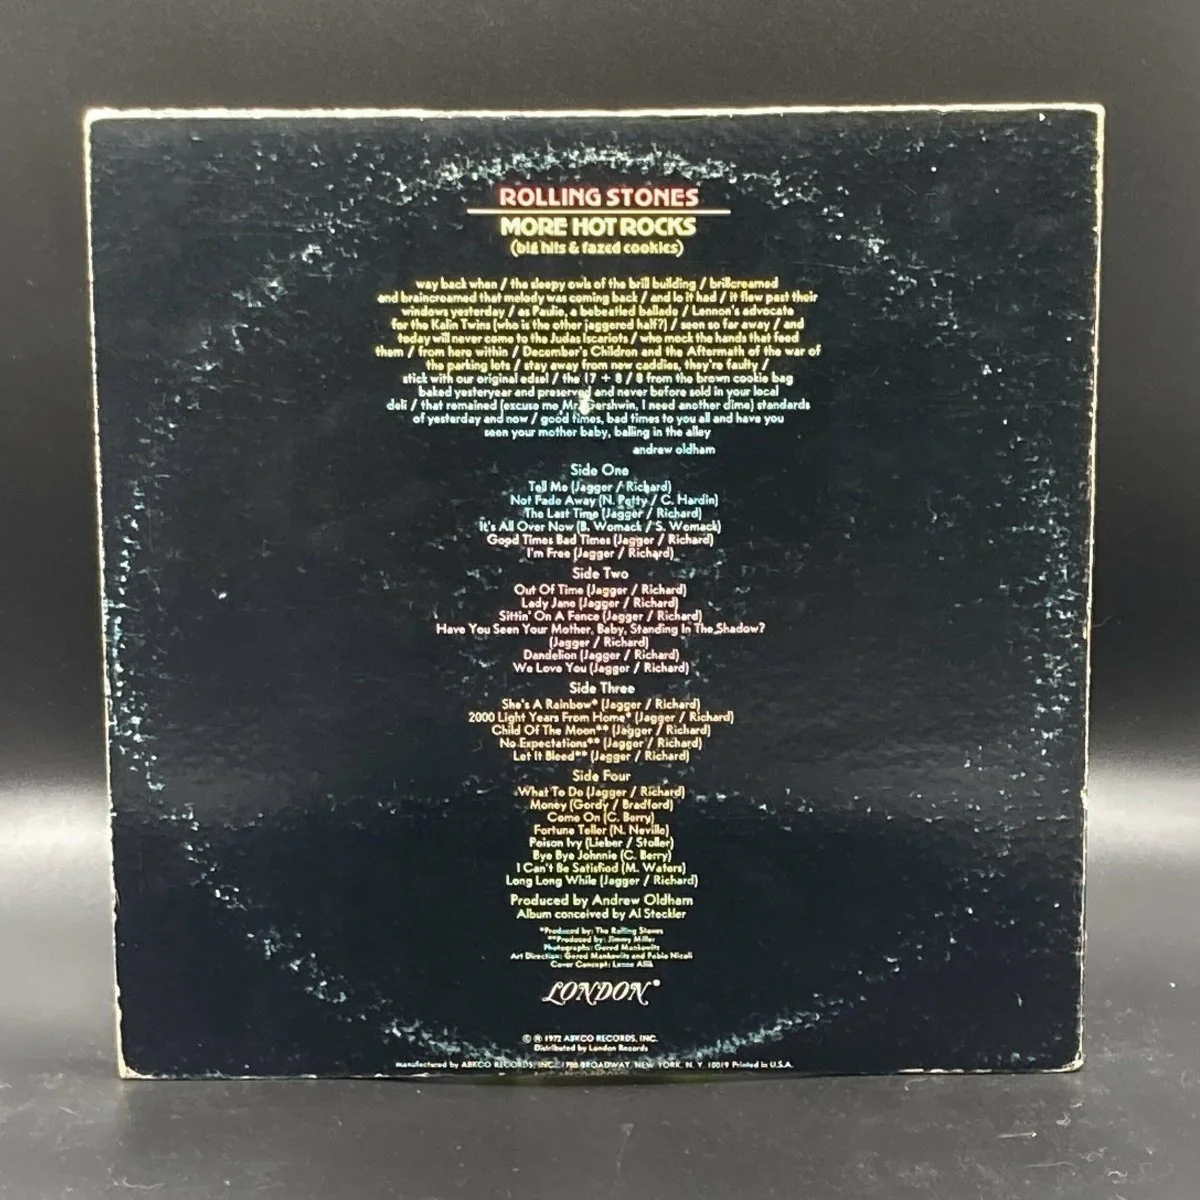 ROLLING STONES
MORE HOT ROCKS
(big hits & fazed cookies)
way back when / the sleepy owls of the brill building / brillcreamed
and braincreamed that melody was coming back / and lo it had / it flew past their
windows yesterday / as Paulie, a bebeatled ballade / Lennon's advocate
for the Kalin Twins (who is the other jaggered half?) / seen so far away / and
today will never come to the Judas Iscariots / who mock the hands that feed
them / from here within / December's Children and the Aftermath of the war of
the parking lots / stay away from new caddies, they're faulty /
stick with our original edsel / the 17 + 8 / 8 from the brown cookie bag
baked yesteryear and preserved and never before sold in your local
deli / that remained (excuse me Mr. Gershwin, I need another dime) standards
of yesterday and now / good times, bad times to you all and have you
seen your mother baby, balling in the alley
andrew oldham
Side One
Tell Me (Jagger / Richard)
Not Fade Away (N. Petty / C. Hardin)
The Last Time (Jagger / Richard)
It's All Over Now (B. Womack / S. Womack)
Good Times Bad Times (Jagger / Richard)
I'm Free (Jagger / Richard)
Side Two
Out Of Time (Jagger / Richard)
Lady Jane (Jagger / Richard)
Sittin' On A Fence (Jagger / Richard)
Have You Seen Your Mother, Baby, Standing In The Shadow?
(Jagger / Richard)
Dandelion (Jagger / Richard)
We Love You (Jagger / Richard)
Side Three
She's A Rainbow* (Jagger / Richard)
2000 Light Years From Home* (Jagger / Richard)
Child Of The Moon** (Jagger / Richard)
No Expectations** (Jagger / Richard)
Let It Bleed** (Jagger / Richard)
Side Four
What To Do (Jagger / Richard)
Money (Gordy / Bradford)
Come On (C. Berry)
Fortune Teller (N. Neville)
Poison Ivy (Lieber / Stoller)
Bye Bye Johnnie (C. Berry)
I Can't Be Satisfied (M. Waters)
Long Long While (Jagger / Richard)
Produced by Andrew Oldham
Album conceived by Al Steckler
*Produced by: The Rolling Stones
**Produced by: Jimmy Miller
Photographs: Gered Mankowitz
Art Direction: Gered Mankowitz and Fabio Nicoli
Cover Concept: Lenne Allik
LONDON®
© ℗ 1972 ABKCO RECORDS, INC.
Distributed by London Records
manufactured by ABKCO RECORDS, INC. 1700 BROADWAY, NEW YORK, N. Y. 10019 Printed in U.S.A.